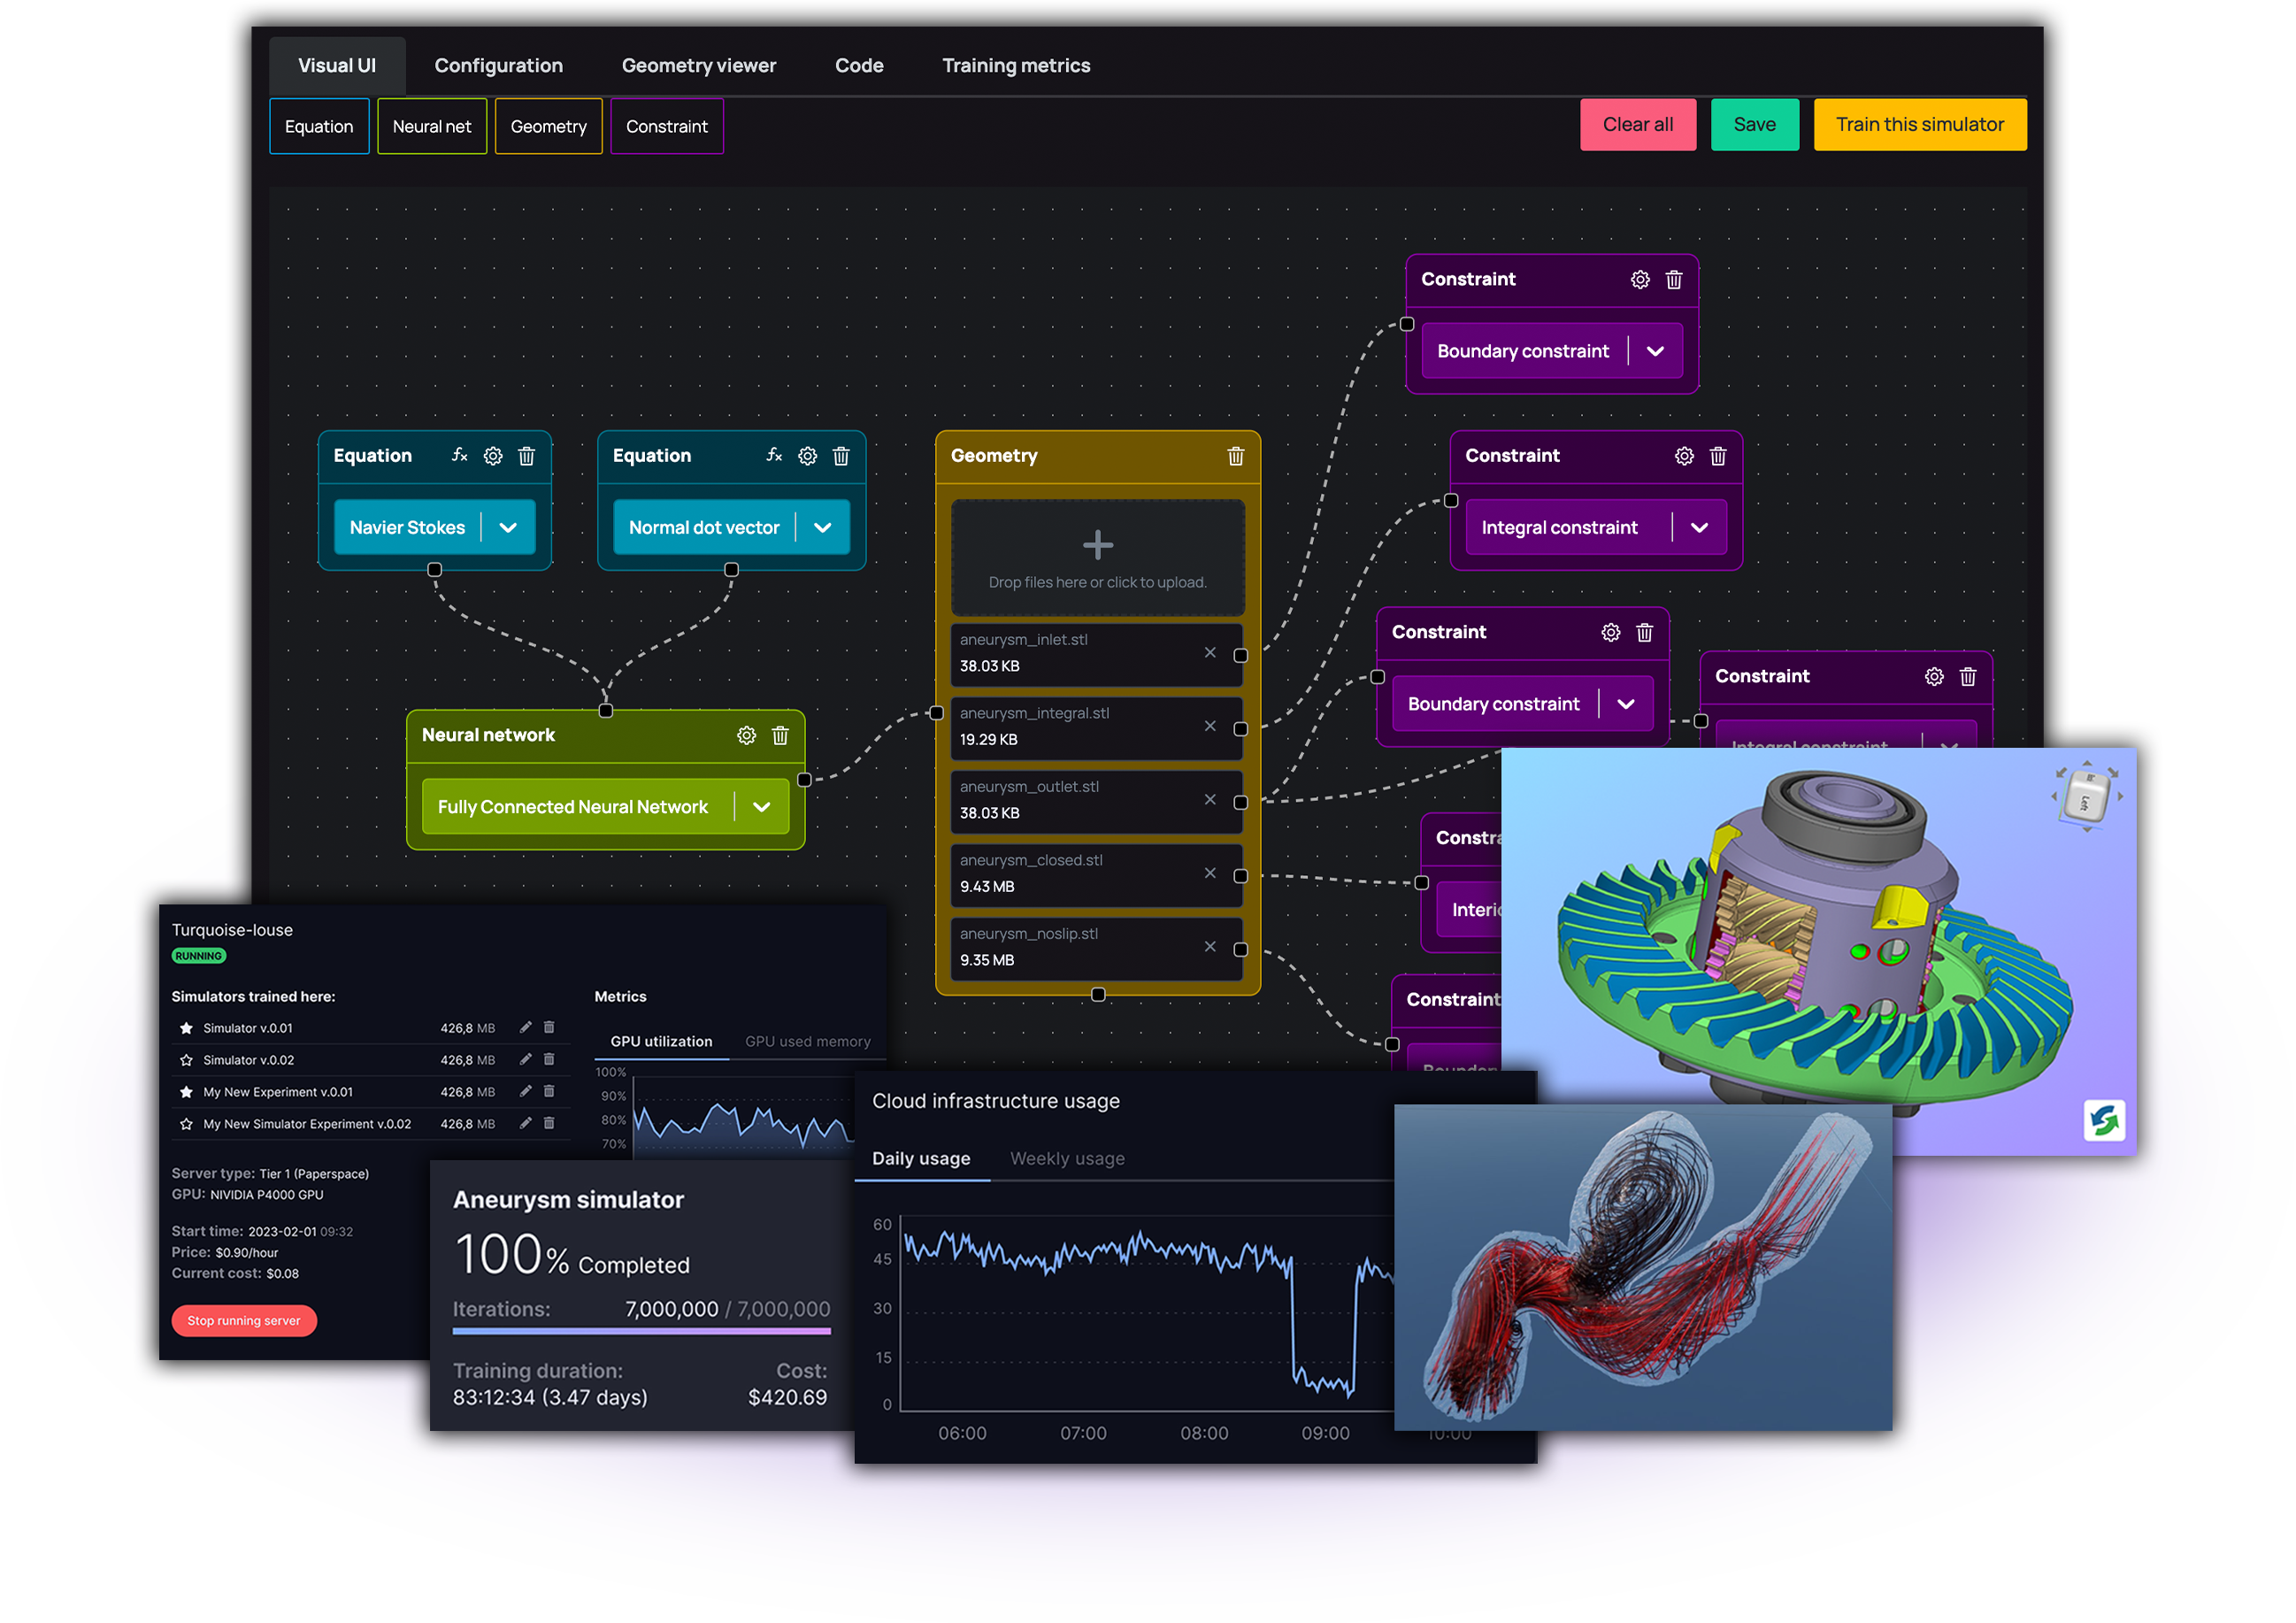 Visual UI
Configuration
Geometry viewer
Code
Training metrics
Equation
Neural net
Geometry
Constraint
Clear all
Save
Train this simulator
Constraint
Boundary constraint
Equation
Navier Stokes
Equation
Normal dot vector
Geometry
Drop files here or click to upload.
aneurysm_inlet.stl
38.03 KB
aneurysm_integral.stl
19.29 KB
aneurysm_outlet.stl
38.03 KB
aneurysm_closed.stl
9.43 MB
aneurysm_noslip.stl
9.35 MB
Constraint
Integral constraint
Constraint
Boundary constraint
Constraint
Integral constraint
Neural network
Fully Connected Neural Network
Constra
Interio
Constraint
Boundary
Left
Turquoise-louse
RUNNING
Simulators trained here:
Simulator v.0.01 426,8 MB
Simulator v.0.02 426,8 MB
My New Experiment v.0.01 426,8 MB
My New Simulator Experiment v.0.02 426,8 MB
Server type: Tier 1 (Paperspace)
GPU: NIVIDIA P4000 GPU
Start time: 2023-02-01 09:32
Price: $0.90/hour
Current cost: $0.08
Stop running server
Metrics
GPU utilization
GPU used memory
100%
90%
80%
70%
Aneurysm simulator
100% Completed
Iterations: 7,000,000 / 7,000,000
Training duration: Cost:
83:12:34 (3.47 days) $420.69
Cloud infrastructure usage
Daily usage
Weekly usage
60
45
30
15
0
06:00
07:00
08:00
09:00
10:00